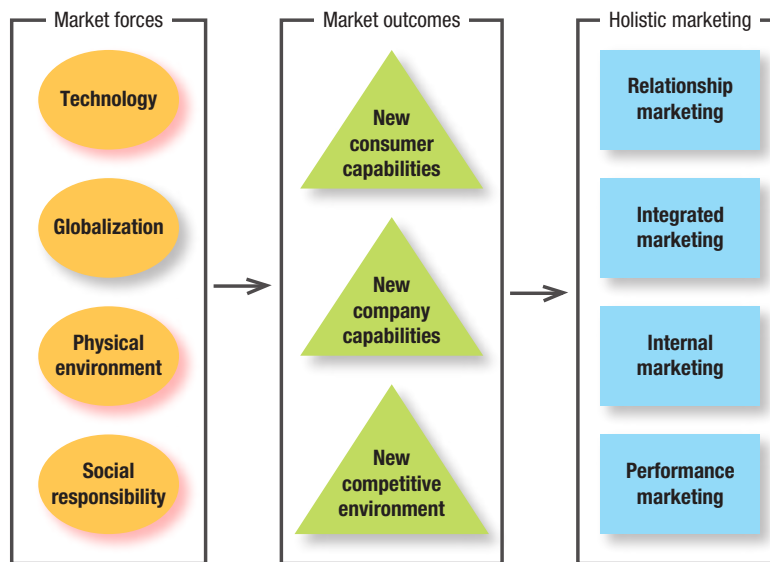 Market forces
Technology
Globalization
Physical
environment
Social
responsibility
Market outcomes
New
consumer
capabilities
New
company
capabilities
New
competitive
environment
Holistic marketing
Relationship
marketing
Integrated
marketing
Internal
marketing
Performance
marketing